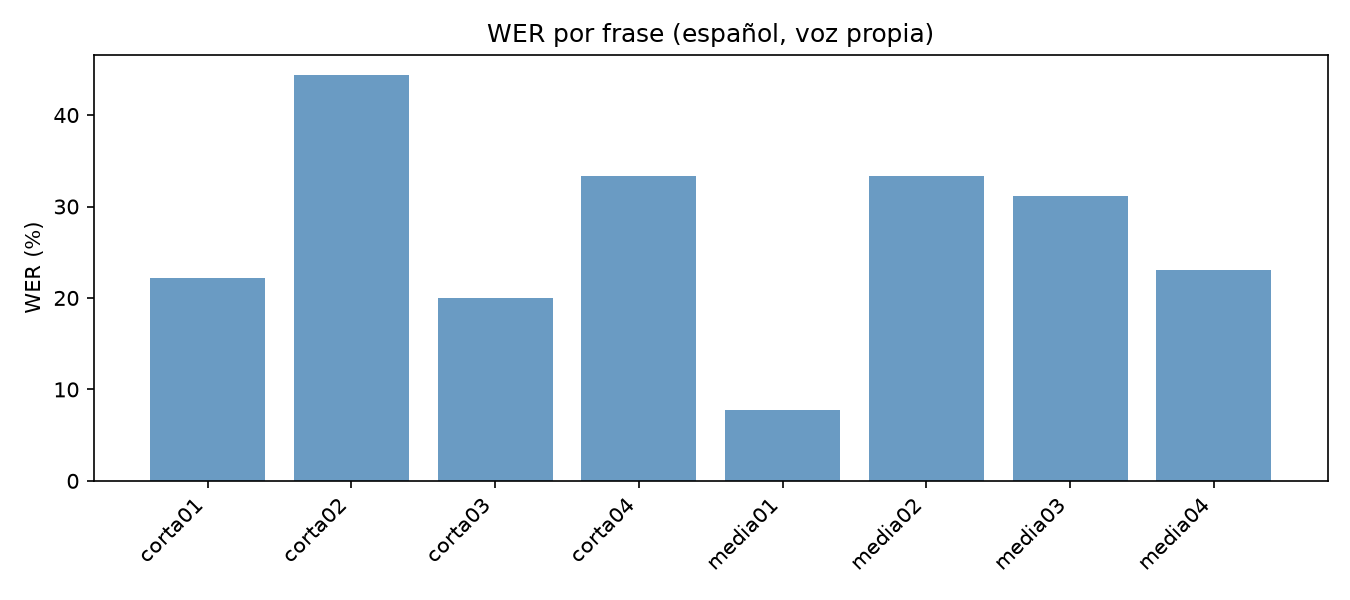 WER por frase (español, voz propia)
WER (%)
40
30
20
10
0
corta01
corta02
corta03
corta04
media01
media02
media03
media04